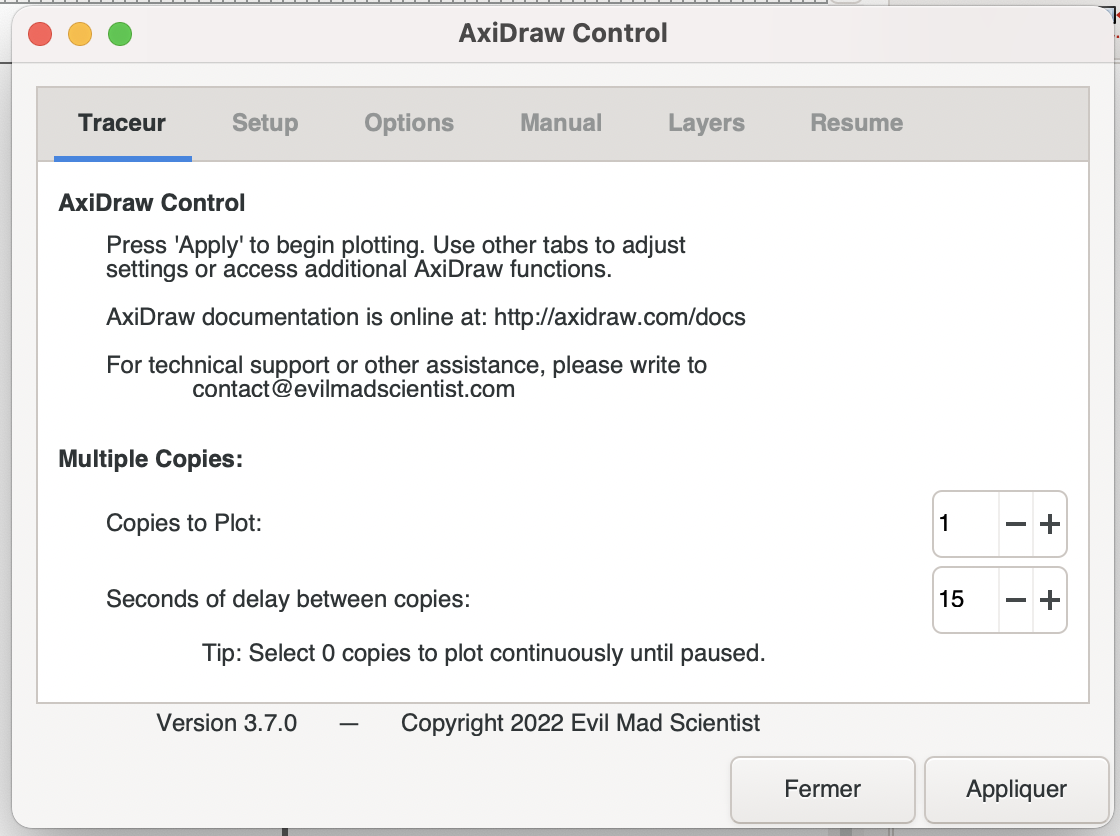 AxiDraw Control
Traceur Setup Options Manual Layers Resume
AxiDraw Control
Press 'Apply' to begin plotting. Use other tabs to adjust
settings or access additional AxiDraw functions.
AxiDraw documentation is online at: http://axidraw.com/docs
For technical support or other assistance, please write to
contact@evilmadscientist.com
Multiple Copies:
Copies to Plot: 1
Seconds of delay between copies: 15
Tip: Select 0 copies to plot continuously until paused.
Version 3.7.0 — Copyright 2022 Evil Mad Scientist
Fermer Appliquer